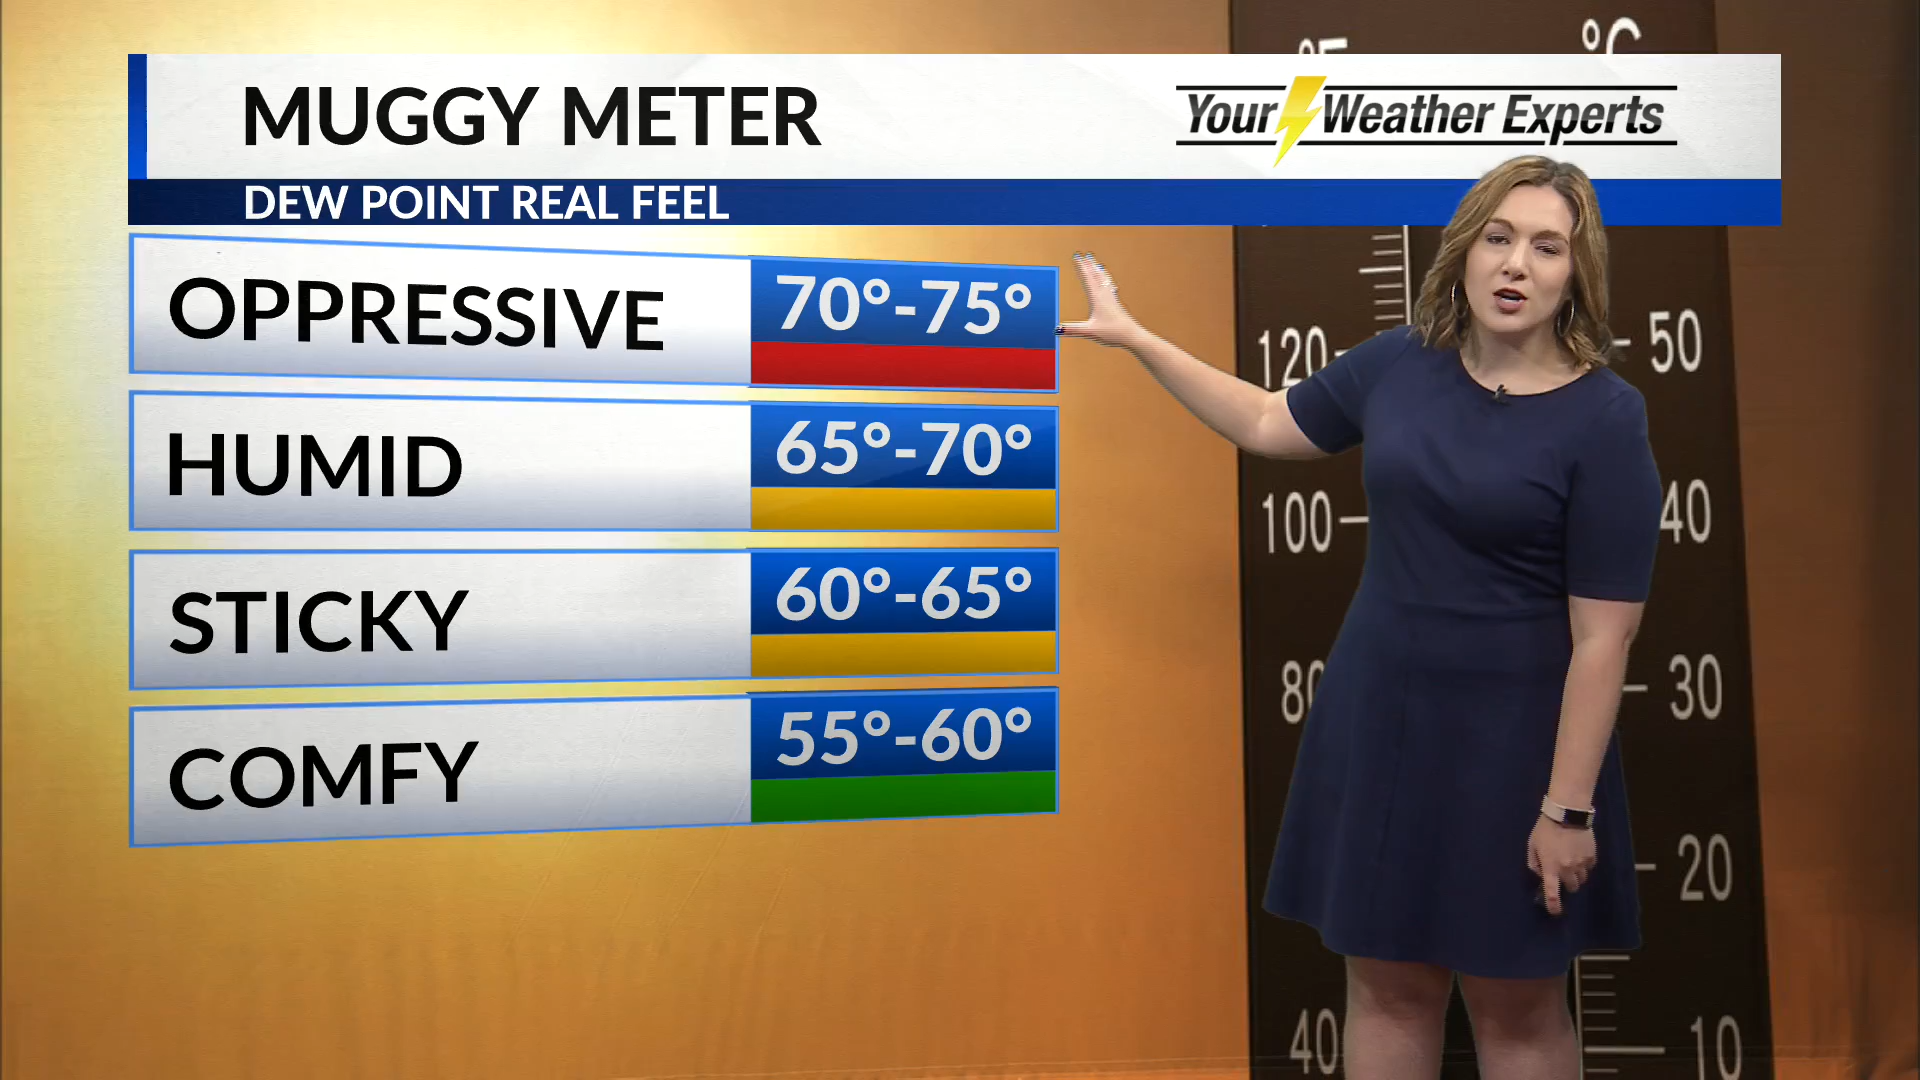 °F °C
MUGGY METER
Your Weather Experts
DEW POINT REAL FEEL
OPPRESSIVE 70°-75°
HUMID 65°-70°
STICKY 60°-65°
COMFY 55°-60°
120 50
100 40
80 30
20
40 10